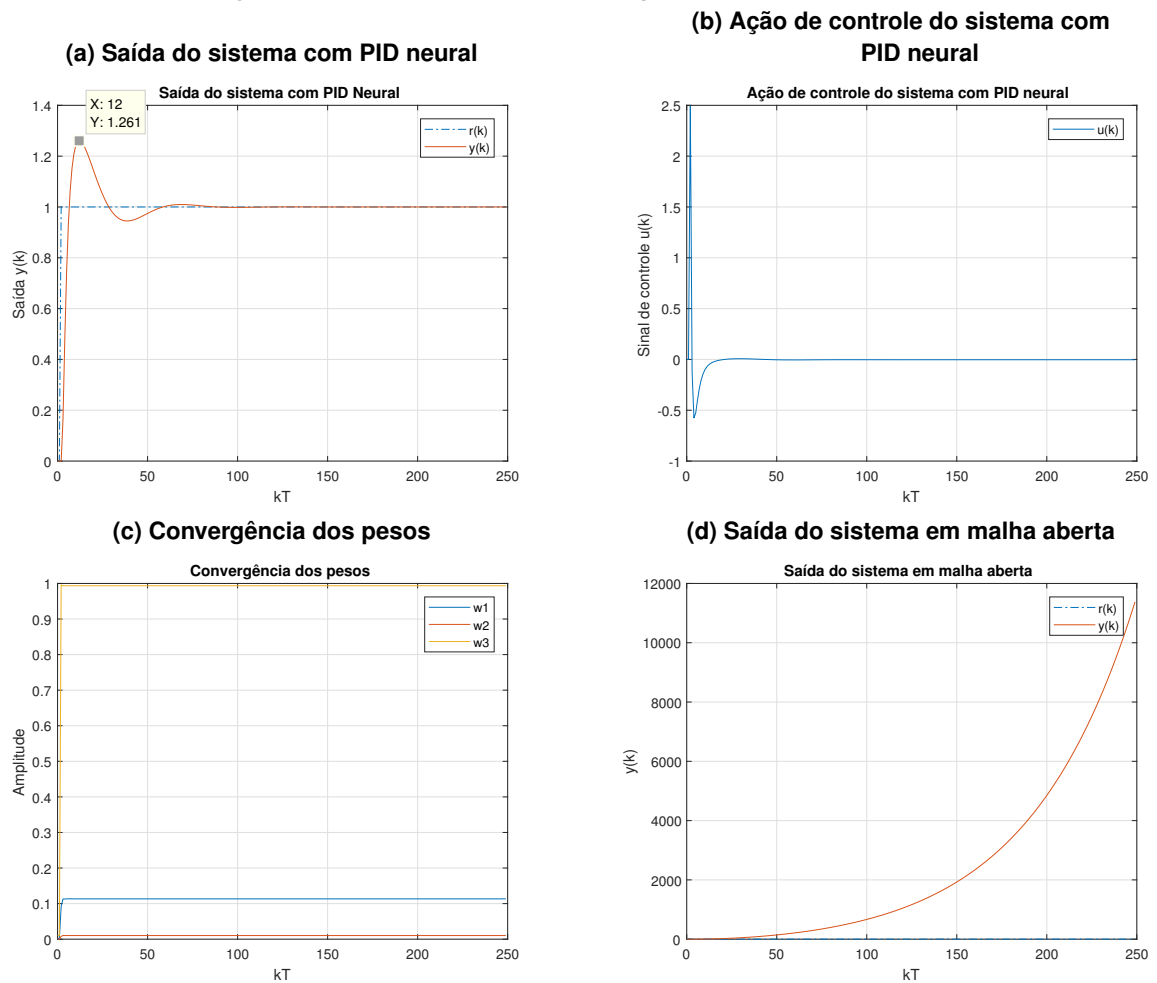 (a) Saída do sistema com PID neural
Saída do sistema com PID Neural
X: 12
Y: 1.261
r(k)
y(k)
1.4
1.2
1
0.8
0.6
0.4
0.2
0
Saída y(k)
0
50
100
150
200
250
kT
(b) Ação de controle do sistema com
PID neural
Ação de controle do sistema com PID neural
u(k)
2.5
2
1.5
1
0.5
0
-0.5
-1
Sinal de controle u(k)
0
50
100
150
200
250
kT
(c) Convergência dos pesos
Convergência dos pesos
w1
w2
w3
1
0.9
0.8
0.7
0.6
0.5
0.4
0.3
0.2
0.1
0
Amplitude
0
50
100
150
200
250
kT
(d) Saída do sistema em malha aberta
Saída do sistema em malha aberta
r(k)
y(k)
12000
10000
8000
6000
4000
2000
0
y(k)
0
50
100
150
200
250
kT